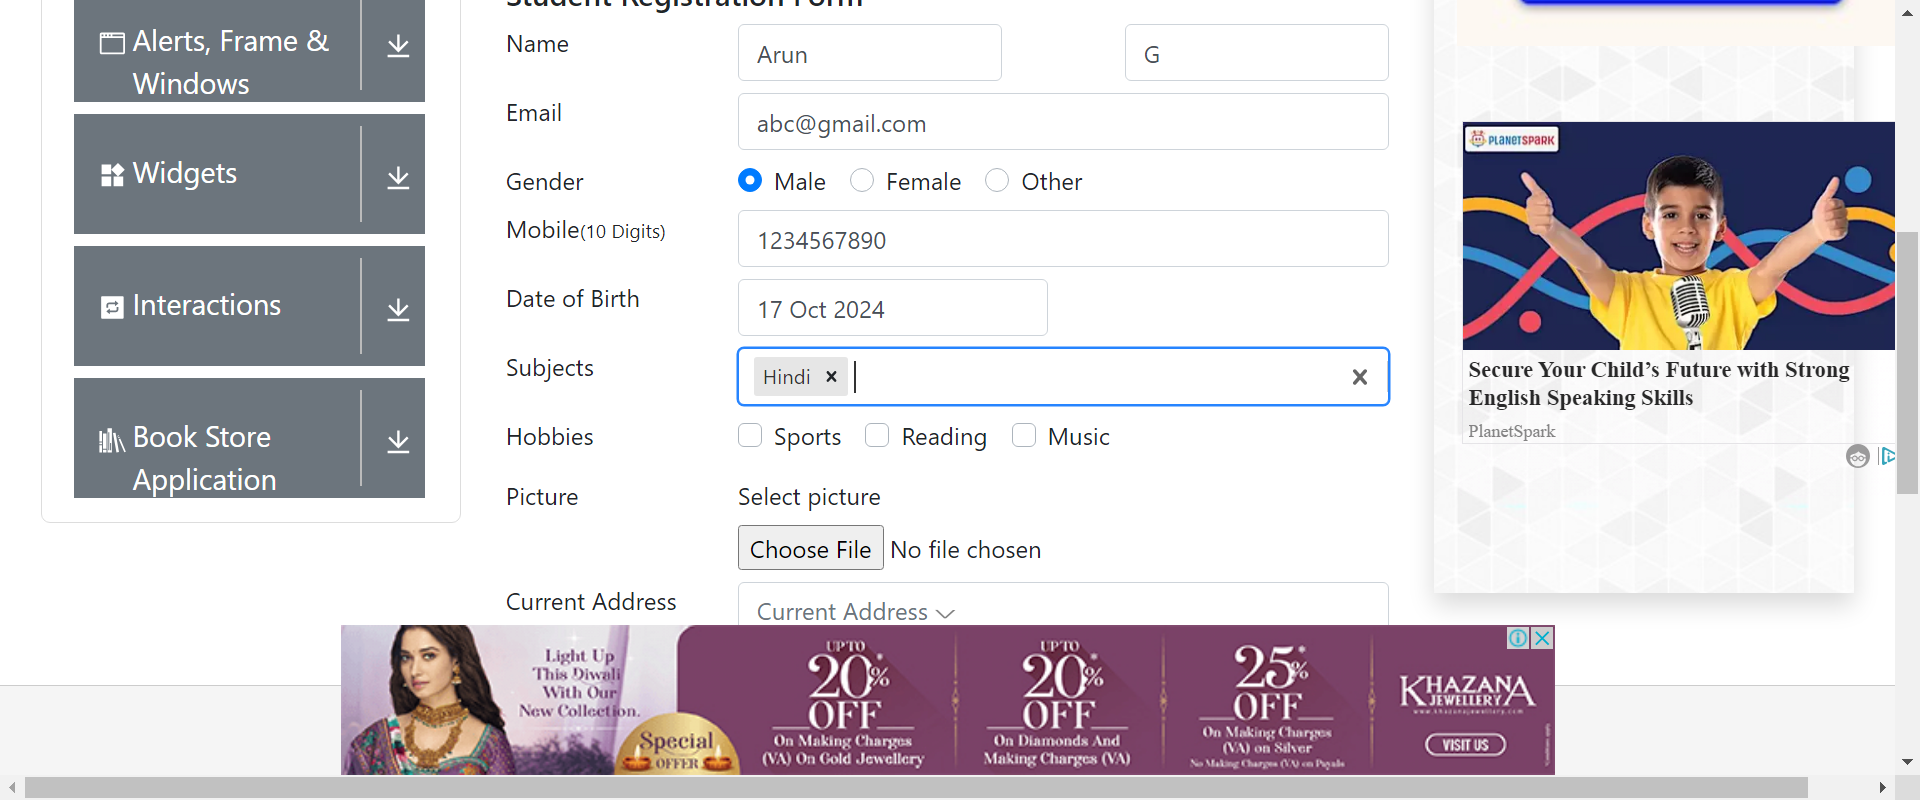 Student Registration Form
Alerts, Frame &
Windows
Widgets
Interactions
Book Store
Application
Name
Arun
G
Email
abc@gmail.com
Gender
Male
Female
Other
Mobile(10 Digits)
1234567890
Date of Birth
17 Oct 2024
Subjects
Hindi
Hobbies
Sports
Reading
Music
Picture
Select picture
Choose File
No file chosen
Current Address
Current Address
PLANETSPARK
Secure Your Child’s Future with Strong
English Speaking Skills
PlanetSpark
Light Up
This Diwali
With Our
New Collection.
Special
OFFER
UPTO
20%*
OFF
On Making Charges
(VA) On Gold Jewellery
UPTO
20%*
OFF
On Diamonds And
Making Charges (VA)
25%*
OFF
On Making Charges
(VA) on Silver
No Making Charges (VA) on Payals
KHAZANA
JEWELLERY
www.khazanajewellery.com
VISIT US